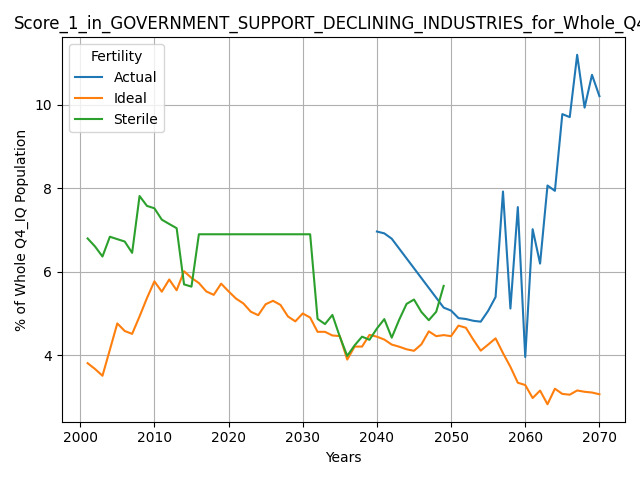 Score_1_in_GOVERNMENT_SUPPORT_DECLINING_INDUSTRIES_for_Whole_Q4
Fertility
Actual
Ideal
Sterile
% of Whole Q4_IQ Population
10
8
6
4
2000 2010 2020 2030 2040 2050 2060 2070
Years